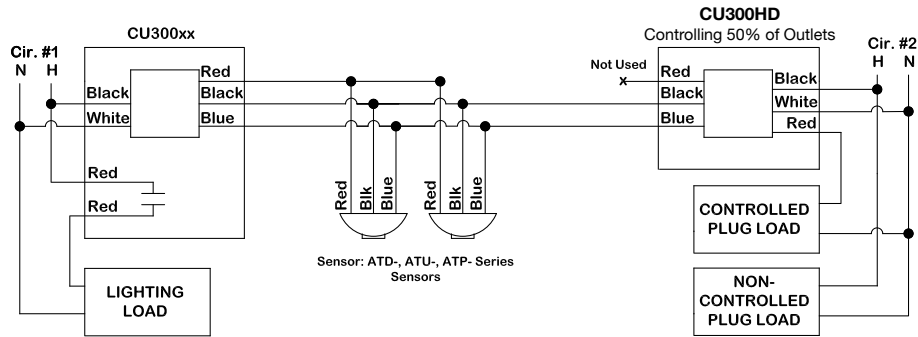 CU300xx
Cir. #1
N H
Black
White
Red
Red
Red
Black
Blue
LIGHTING
LOAD
Red
Blk
Blue
Red
Blk
Blue
Sensor: ATD-, ATU-, ATP- Series
Sensors
CU300HD
Controlling 50% of Outlets
Not Used
x
Red
Black
Blue
Black
White
Red
Cir. #2
H N
CONTROLLED
PLUG LOAD
NON-
CONTROLLED
PLUG LOAD